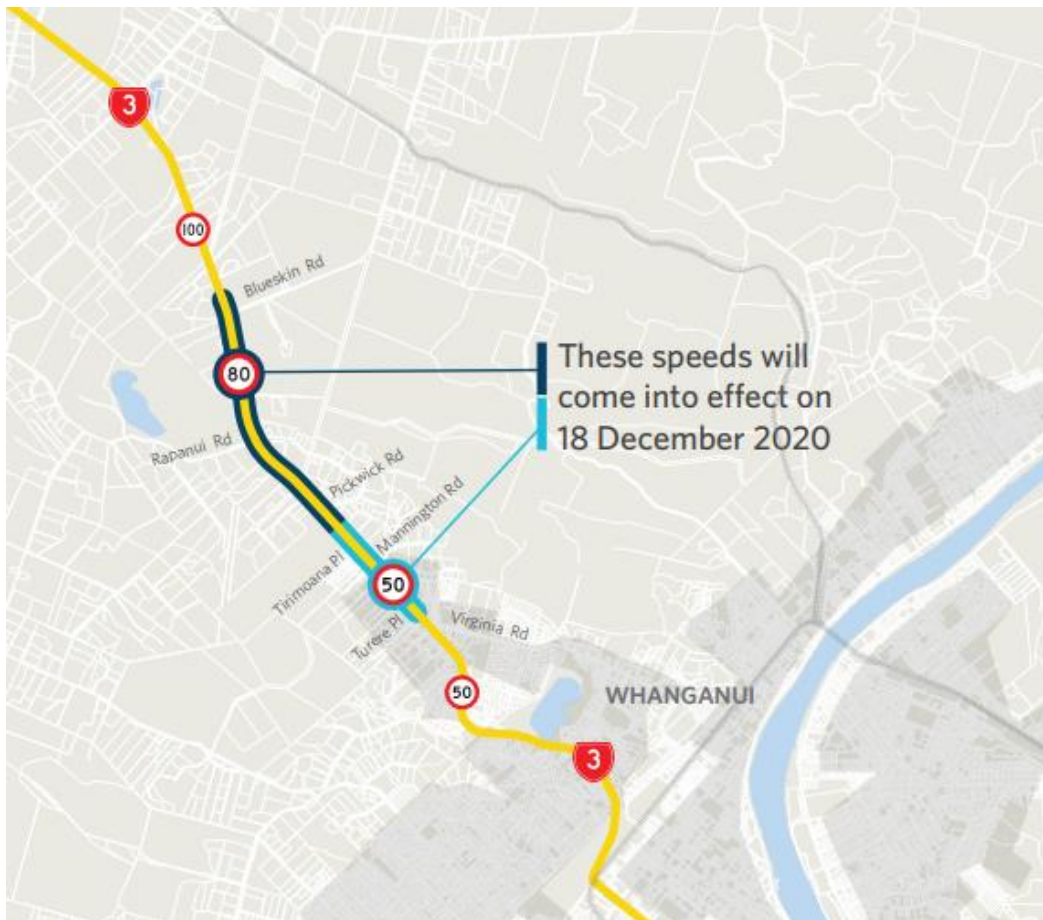 3
100
Blueskin Rd
These speeds will
come into effect on
18 December 2020
80
Rapanui Rd
Pickwick Rd
Mannington Rd
Tirimoana Pl
50
Turere Pl
Virginia Rd
50
WHANGANUI
3